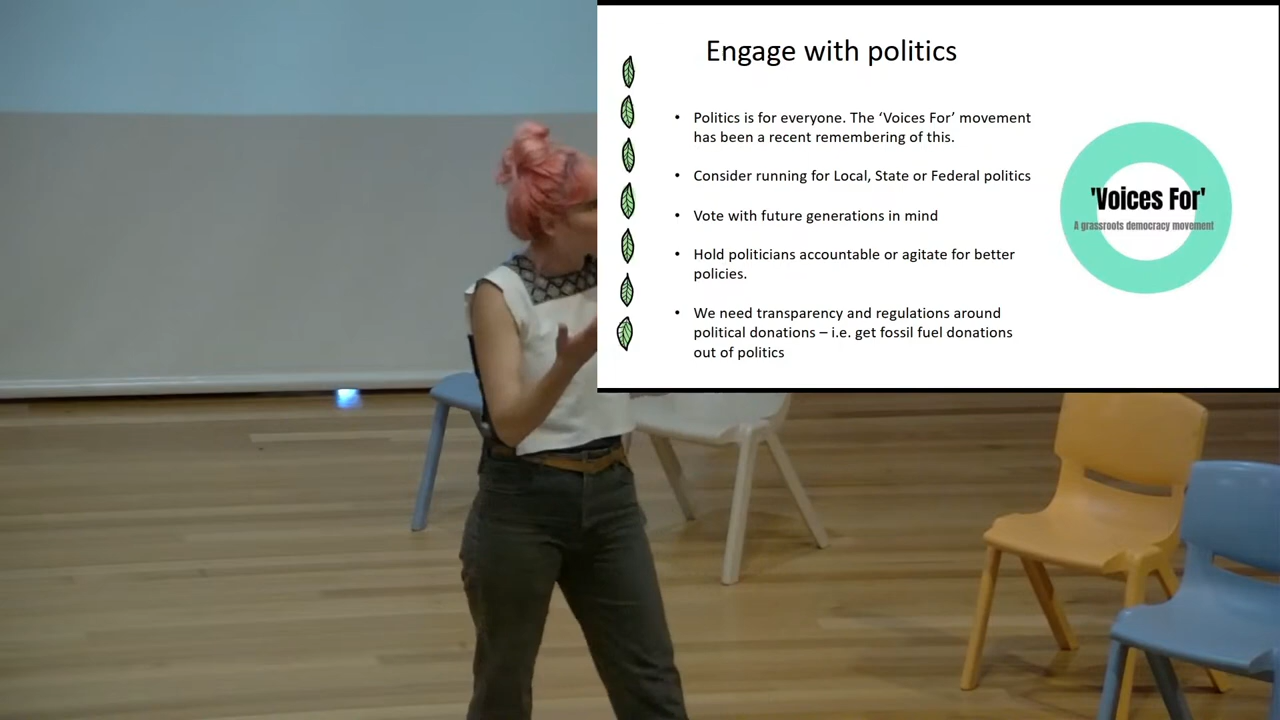 Engage with politics
• Politics is for everyone. The ‘Voices For’ movement
has been a recent remembering of this.
• Consider running for Local, State or Federal politics
• Vote with future generations in mind
• Hold politicians accountable or agitate for better
policies.
• We need transparency and regulations around
political donations – i.e. get fossil fuel donations
out of politics
'Voices For'
A grassroots democracy movement